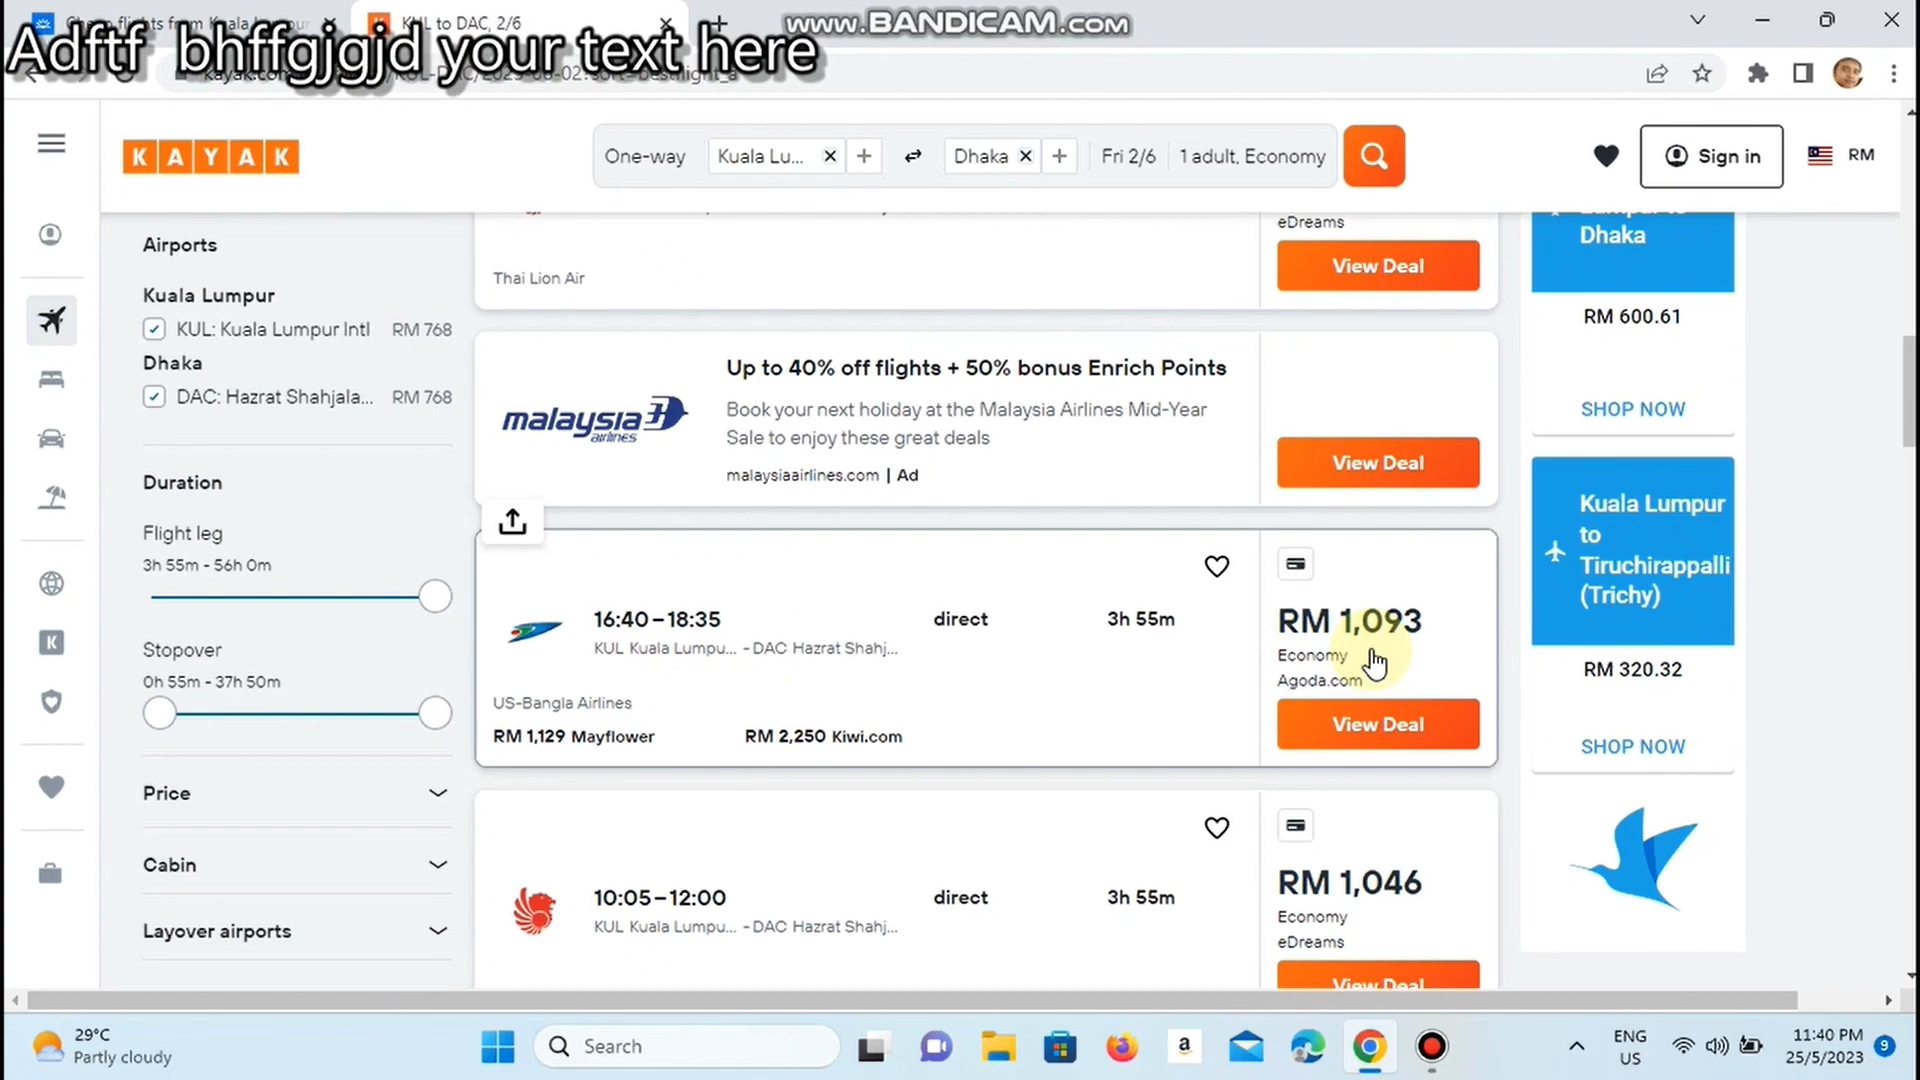 KUL to DAC, 2/6
www.BANDICAM.com
Adftf bhffgjgjd your text here
KAYAK
One-way
Kuala Lu...
Dhaka
Fri 2/6
1 adult, Economy
Sign in
RM
Airports
Kuala Lumpur
KUL: Kuala Lumpur Intl RM 768
Dhaka
DAC: Hazrat Shahjala... RM 768
Duration
Flight leg
3h 55m - 56h 0m
Stopover
0h 55m - 37h 50m
Price
Cabin
Layover airports
eDreams
View Deal
Thai Lion Air
malaysia airlines
Up to 40% off flights + 50% bonus Enrich Points
Book your next holiday at the Malaysia Airlines Mid-Year
Sale to enjoy these great deals
malaysiaairlines.com | Ad
View Deal
16:40 – 18:35 direct 3h 55m
KUL Kuala Lumpu... - DAC Hazrat Shahj...
US-Bangla Airlines
RM 1,129 Mayflower RM 2,250 Kiwi.com
RM 1,093
Economy
Agoda.com
View Deal
10:05 – 12:00 direct 3h 55m
KUL Kuala Lumpu... - DAC Hazrat Shahj...
RM 1,046
Economy
eDreams
View Deal
Dhaka
RM 600.61
SHOP NOW
Kuala Lumpur
to
Tiruchirappalli
(Trichy)
RM 320.32
SHOP NOW
29°C
Partly cloudy
Search
a
ENG
US
11:40 PM
25/5/2023
9